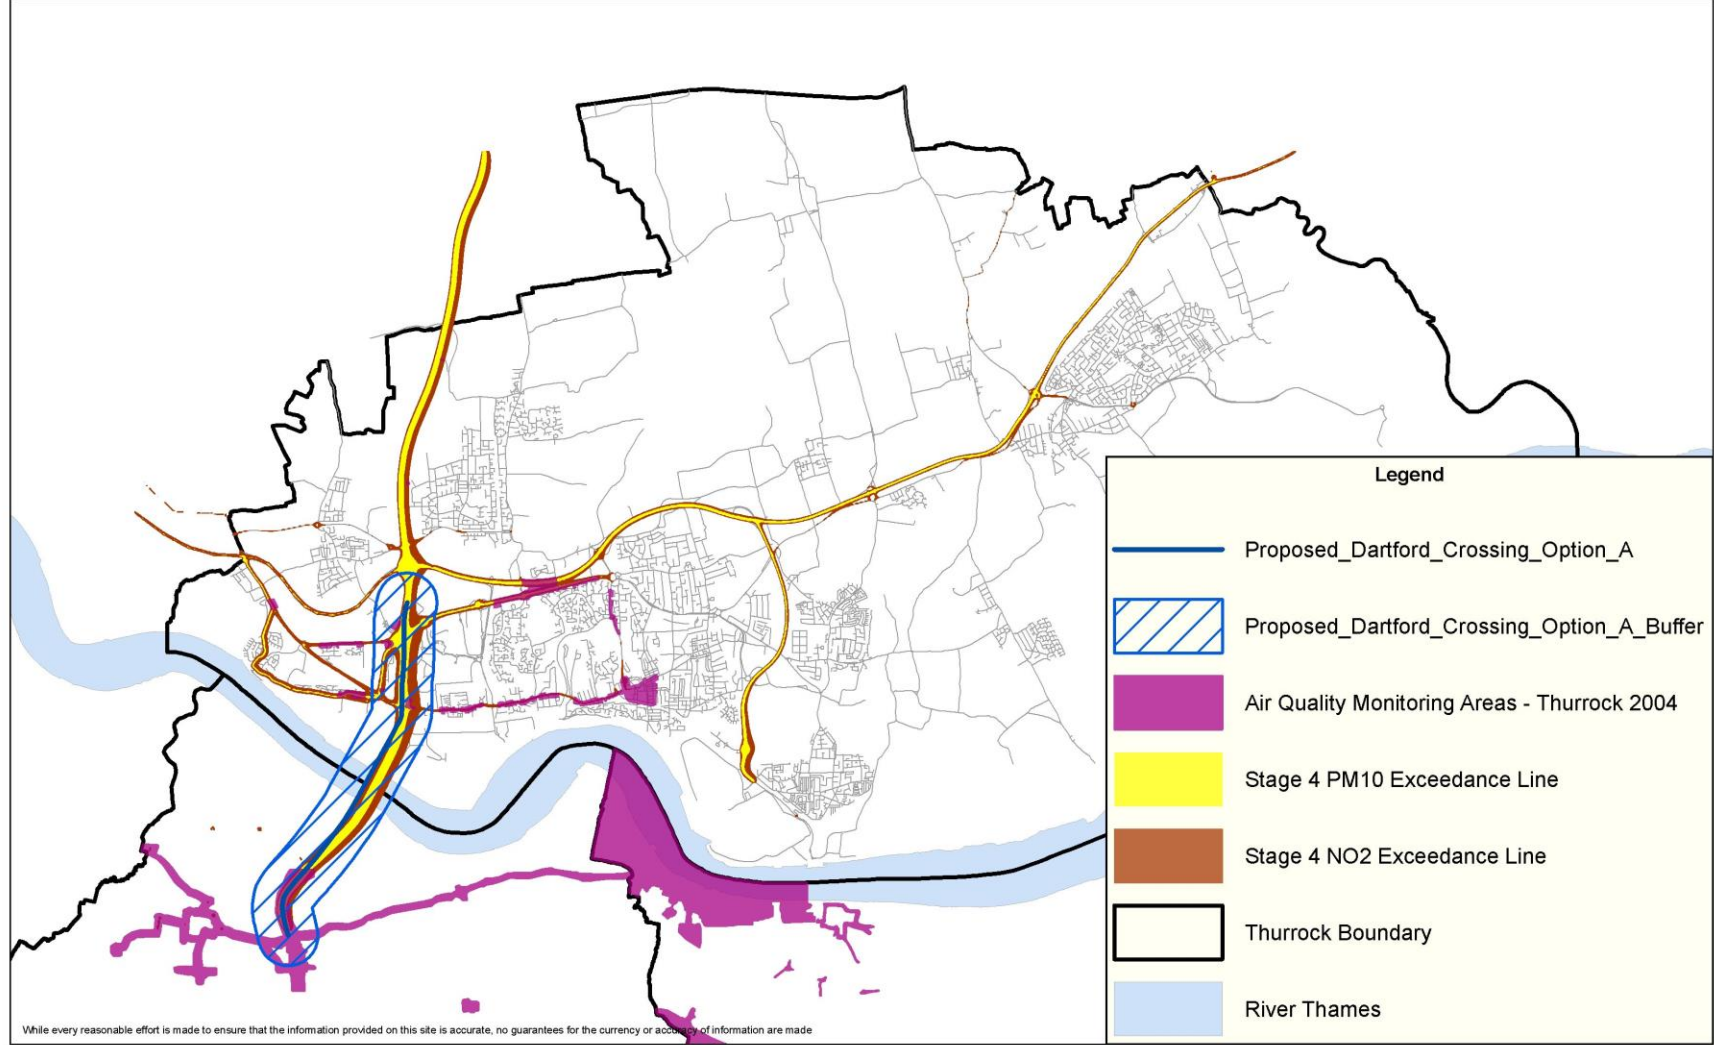 Legend
Proposed_Dartford_Crossing_Option_A
Proposed_Dartford_Crossing_Option_A_Buffer
Air Quality Monitoring Areas - Thurrock 2004
Stage 4 PM10 Exceedance Line
Stage 4 NO2 Exceedance Line
Thurrock Boundary
River Thames
While every reasonable effort is made to ensure that the information provided on this site is accurate, no guarantees for the currency or accuracy of information are made